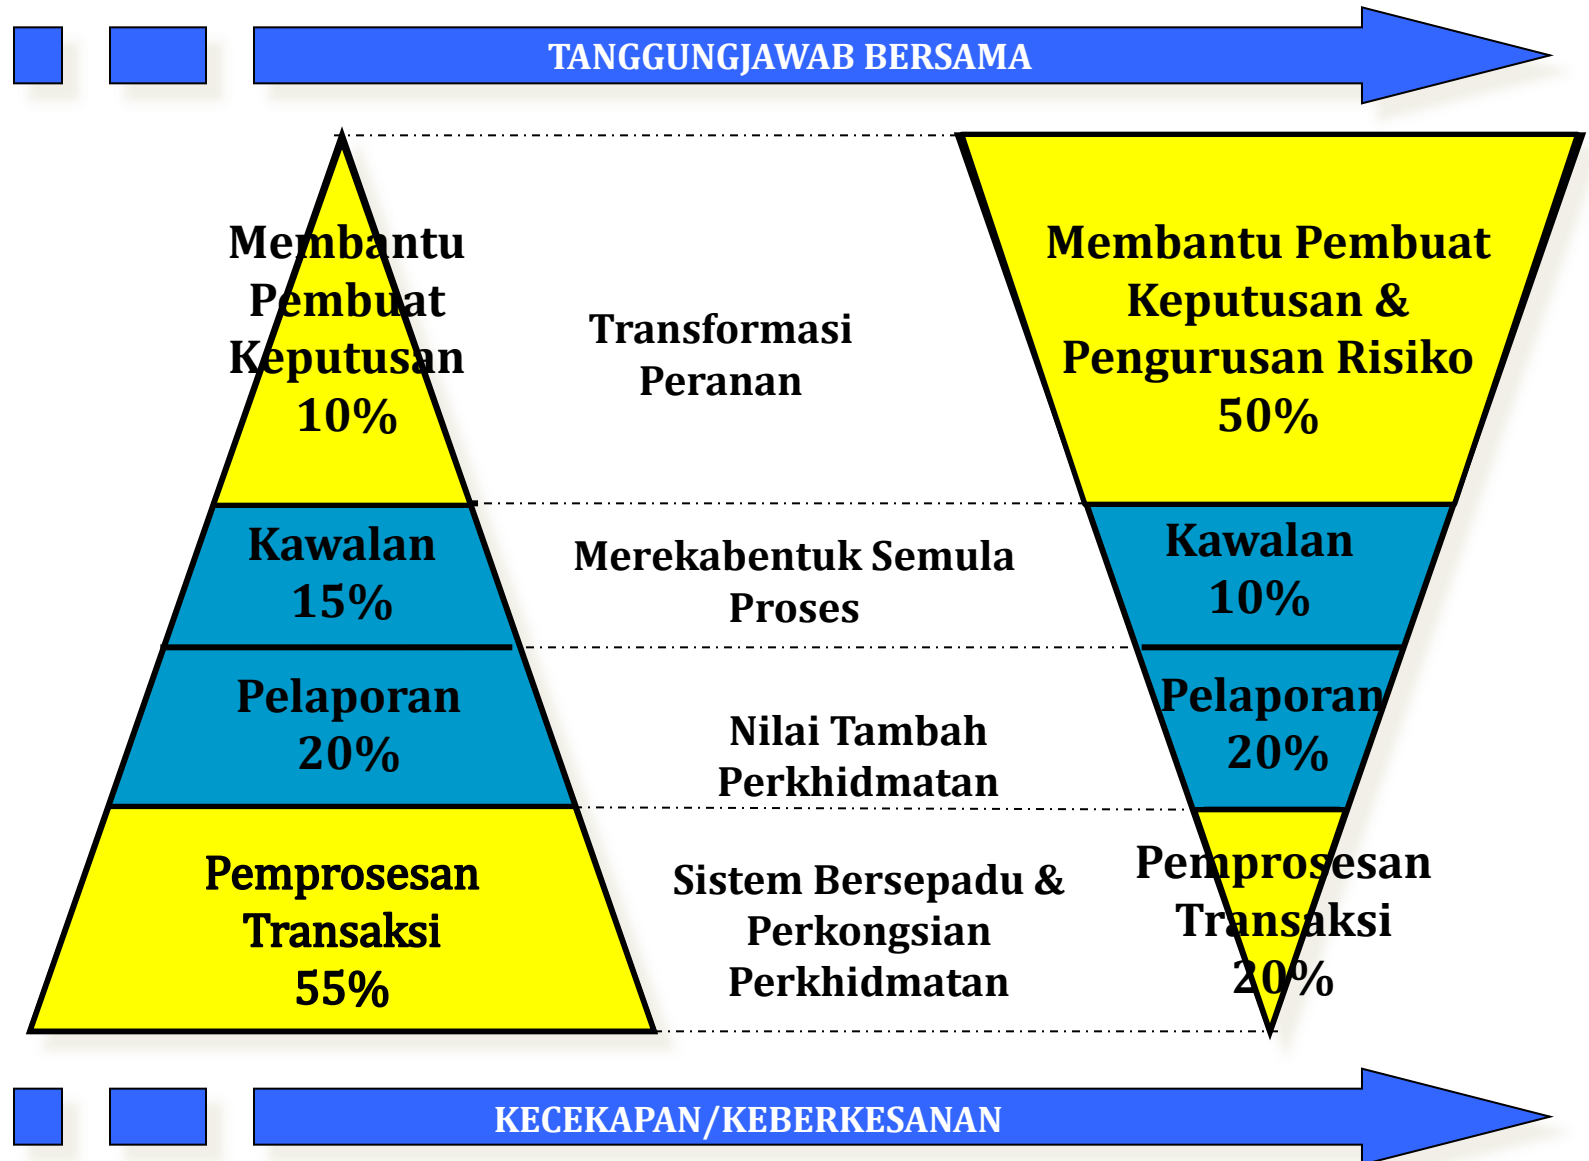 TANGGUNGJAWAB BERSAMA
Membantu
Pembuat
Keputusan
10%
Transformasi
Peranan
Membantu Pembuat
Keputusan &
Pengurusan Risiko
50%
Kawalan
15%
Merekabentuk Semula
Proses
Kawalan
10%
Pelaporan
20%
Nilai Tambah
Perkhidmatan
Pelaporan
20%
Pemprosesan
Transaksi
55%
Sistem Bersepadu &
Perkongsian
Perkhidmatan
Pemprosesan
Transaksi
20%
KECEKAPAN/KEBERKESANAN